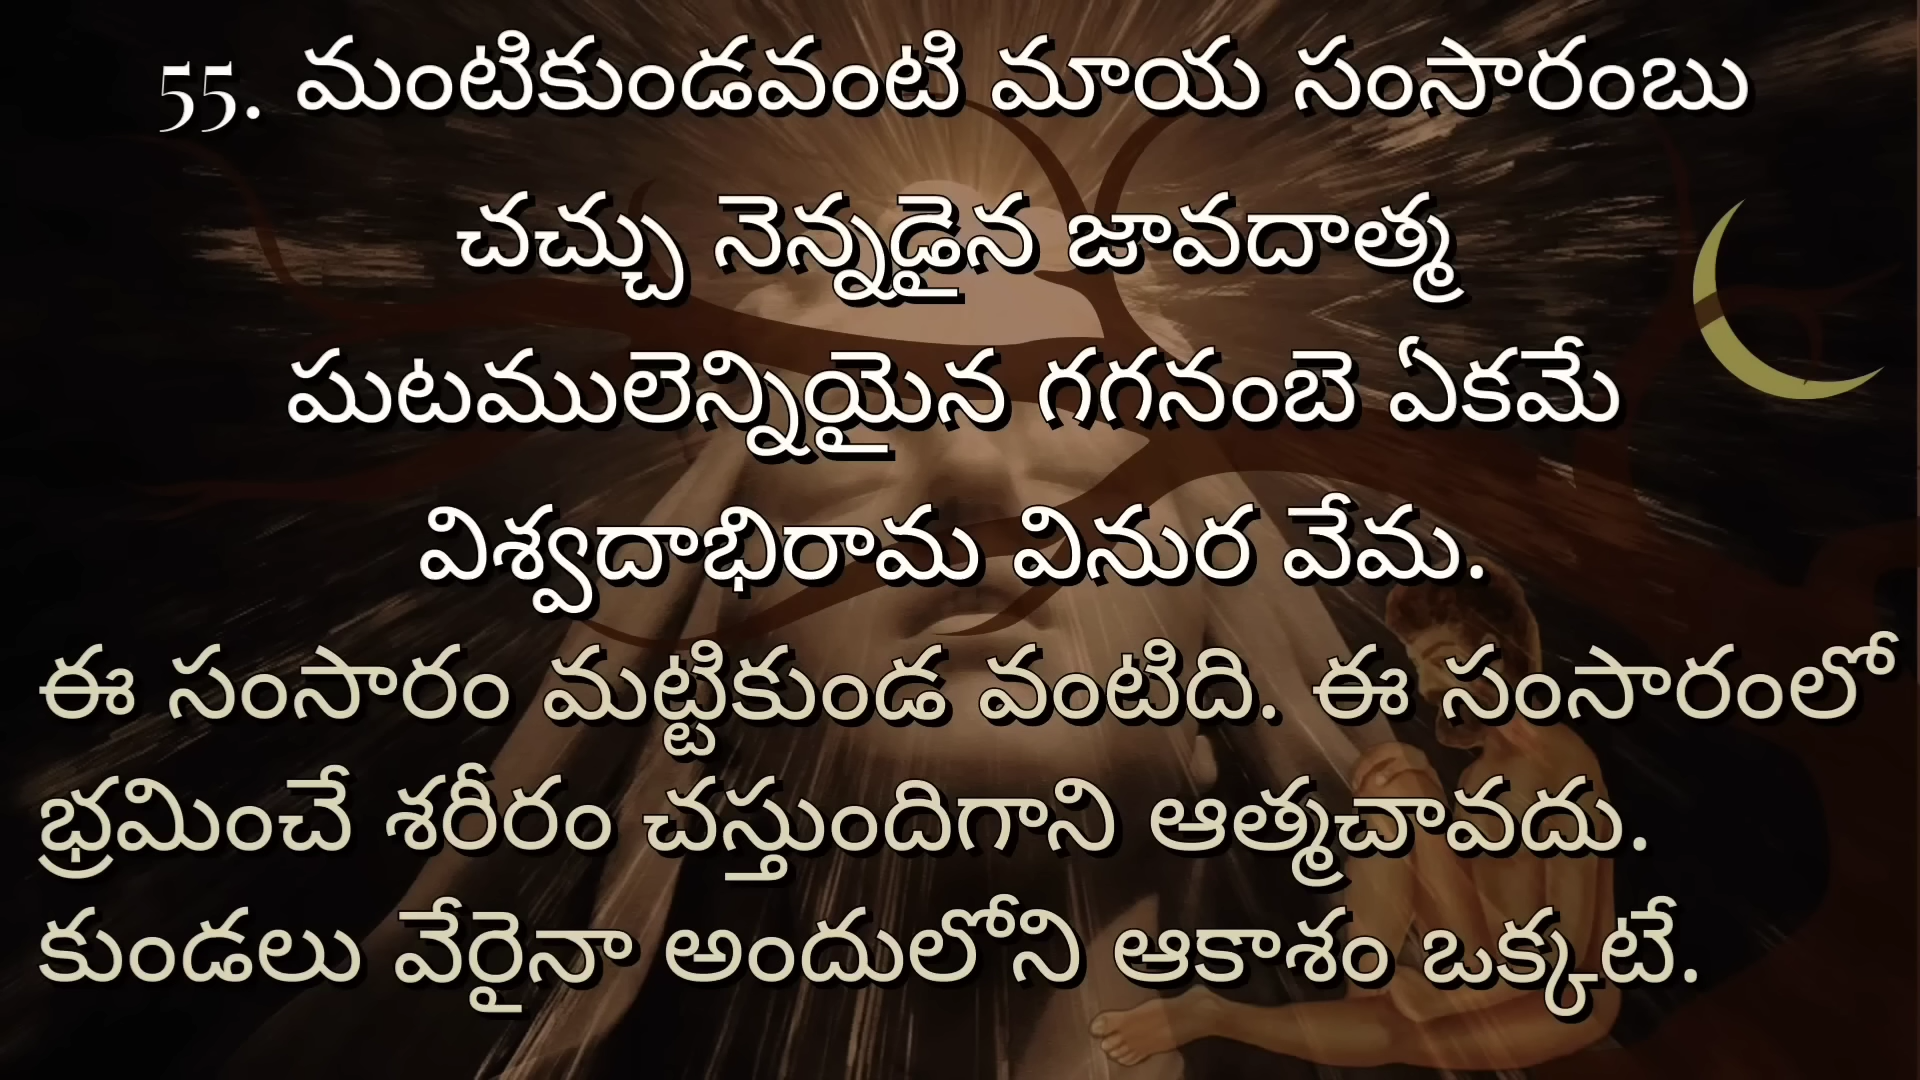 55. మంటికుండవంటి మాయ సంసారంబు
చచ్చు నెన్నడైన జావదాత్మ
ఘటములెన్నియైన గగనంబె ఏకమే
విశ్వదాభిరామ వినుర వేమ.
ఈ సంసారం మట్టికుండ వంటిది. ఈ సంసారంలో
భ్రమించే శరీరం చస్తుందిగాని ఆత్మచావదు.
కుండలు వేరైనా అందులోని ఆకాశం ఒక్కటే.